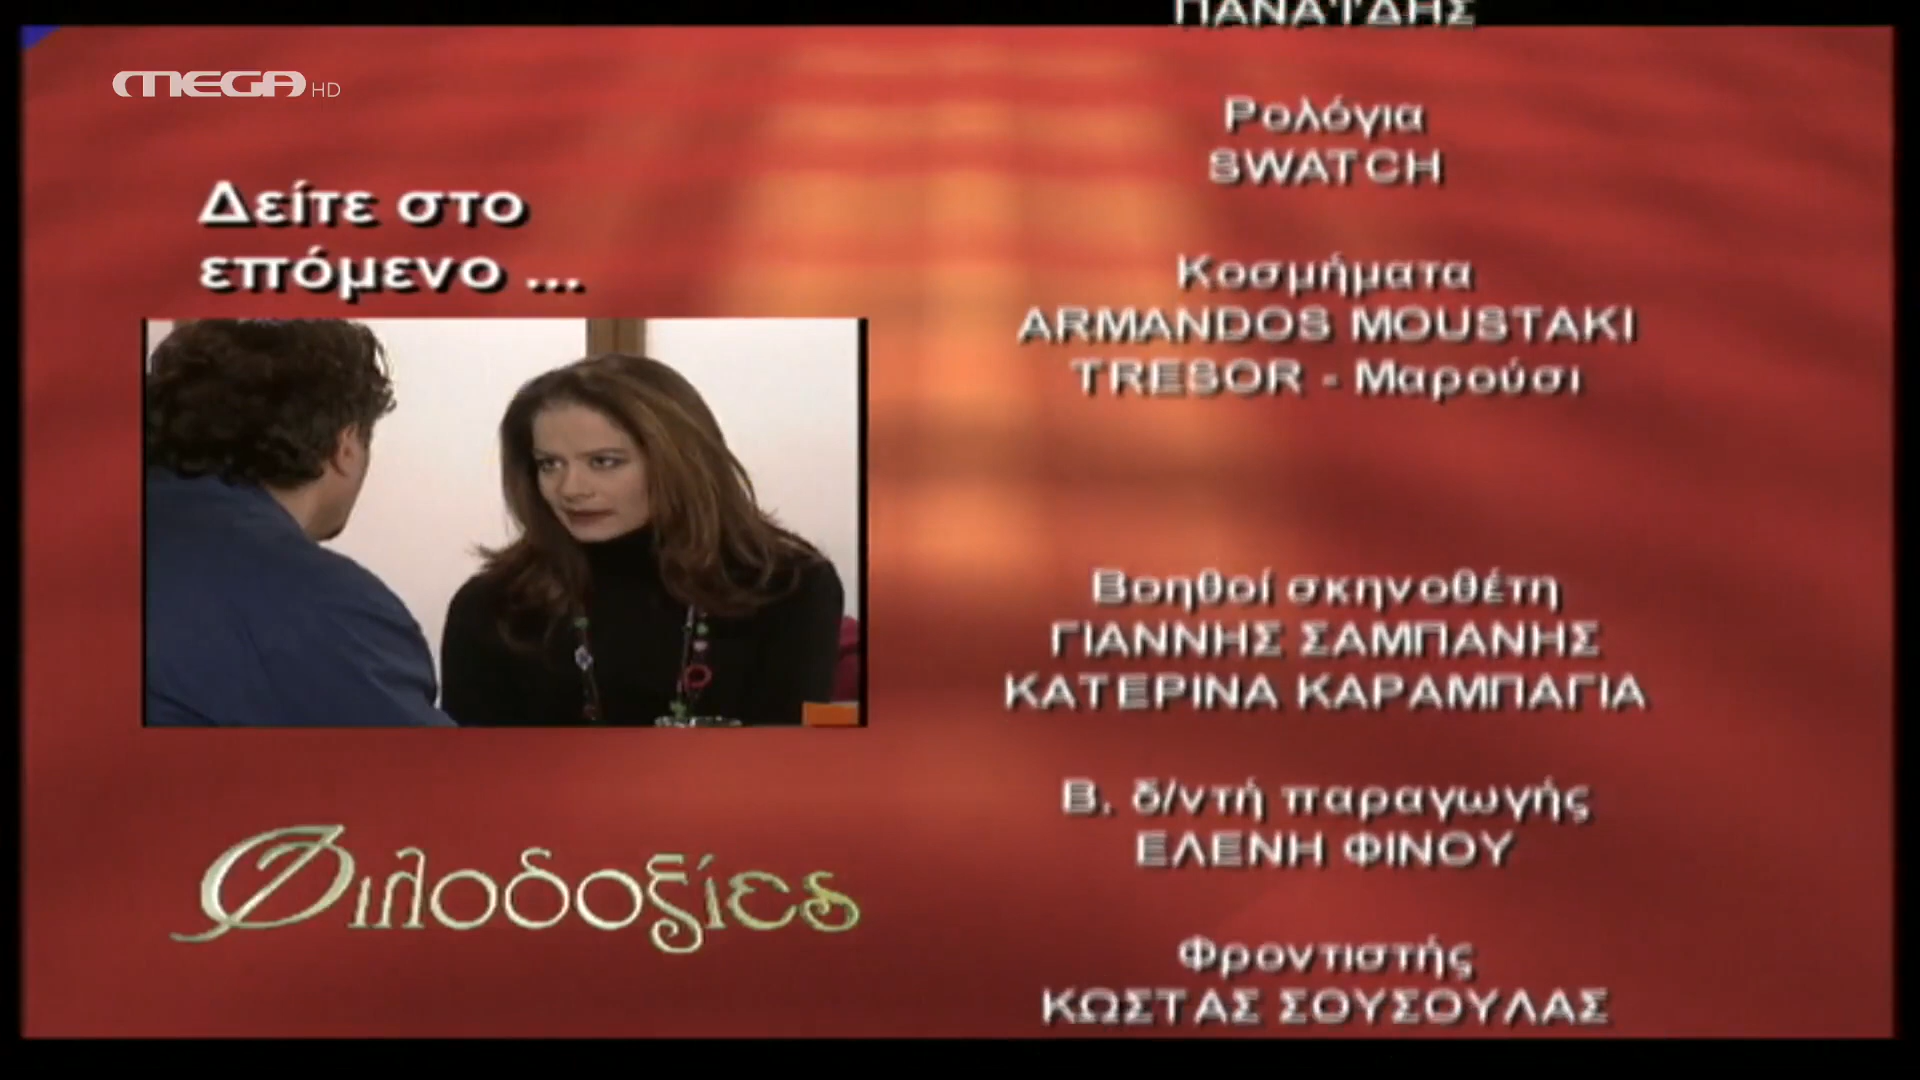 ΠΑΝΑΪΔΗΣ
MEGA HD
Ρολόγια
SWATCH
Δείτε στο
επόμενο ...
Κοσμήματα
ARMANDOS MOUSTAKI
TRESOR - Μαρούσι
Βοηθοί σκηνοθέτη
ΓΙΑΝΝΗΣ ΣΑΜΠΑΝΗΣ
ΚΑΤΕΡΙΝΑ ΚΑΡΑΜΠΑΓΙΑ
Β. δ/ντή παραγωγής
ΕΛΕΝΗ ΦΙΝΟΥ
Φιλοδοξίες
Φροντιστής
ΚΩΣΤΑΣ ΣΟΥΣΟΥΛΑΣ